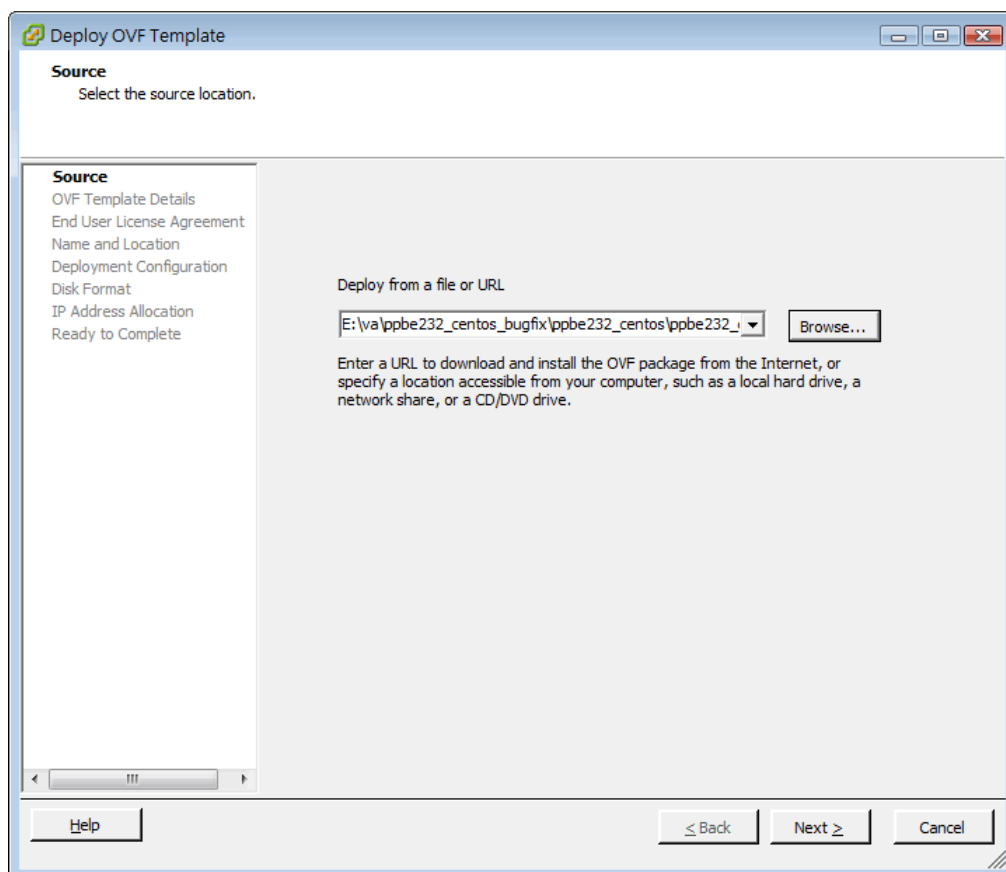 Deploy OVF Template
Source
Select the source location.
Source
OVF Template Details
End User License Agreement
Name and Location
Deployment Configuration
Disk Format
IP Address Allocation
Ready to Complete
Deploy from a file or URL
E:\va\ppbe232_centos_bugfix\ppbe232_centos\ppbe232_
Browse...
Enter a URL to download and install the OVF package from the Internet, or
specify a location accessible from your computer, such as a local hard drive, a
network share, or a CD/DVD drive.
Help
< Back
Next >
Cancel